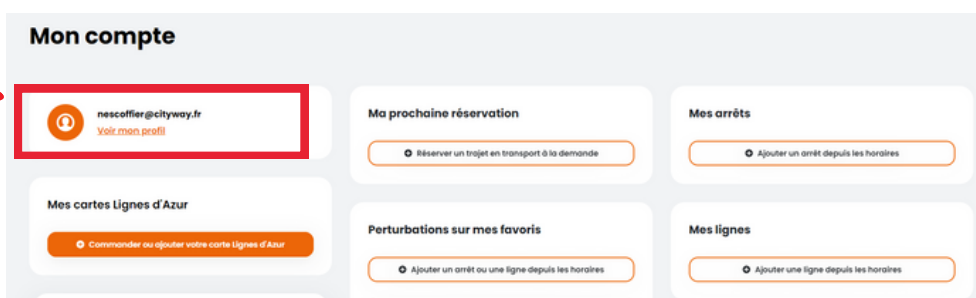 Mon compte
nescoffier@cityway.fr
Voir mon profil
Ma prochaine réservation
Réserver un trajet en transport à la demande
Mes arrêts
Ajouter un arrêt depuis les horaires
Mes cartes Lignes d'Azur
Commander ou ajouter votre carte Lignes d'Azur
Perturbations sur mes favoris
Ajouter un arrêt ou une ligne depuis les horaires
Mes lignes
Ajouter une ligne depuis les horaires